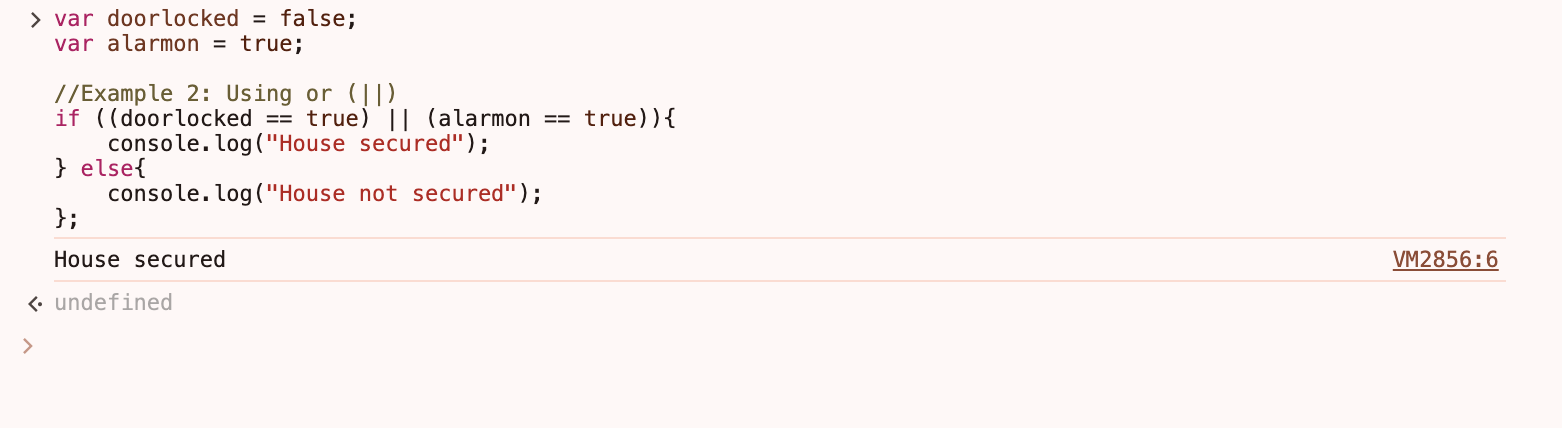 var doorlocked = false;
var alarmon = true;

//Example 2: Using or (||)
if ((doorlocked == true) || (alarmon == true)){
    console.log("House secured");
} else{
    console.log("House not secured");
};
House secured VM2856:6
undefined